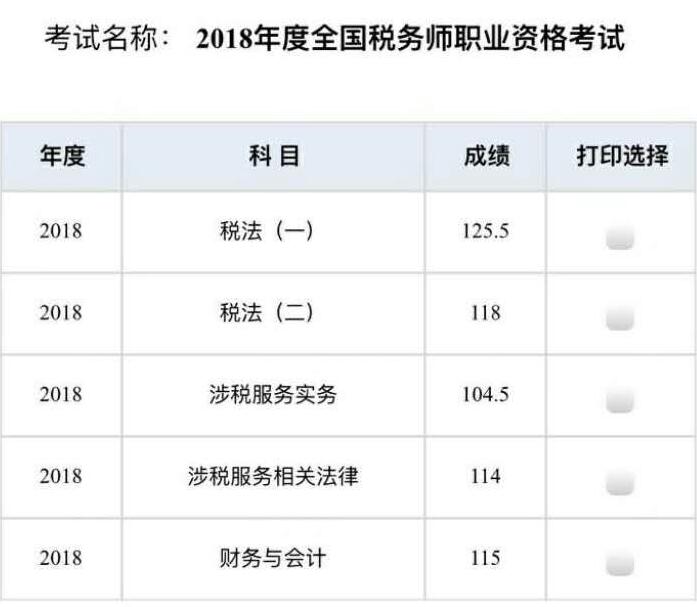 考试名称： 2018年度全国税务师职业资格考试
年度 科目 成绩 打印选择
2018 税法（一） 125.5
2018 税法（二） 118
2018 涉税服务实务 104.5
2018 涉税服务相关法律 114
2018 财务与会计 115